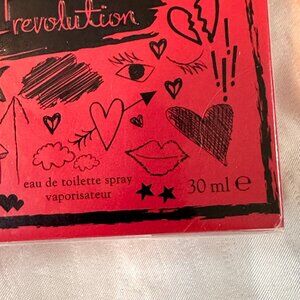 revolution
eau de toilette spray
vaporisateur
30 ml ℮